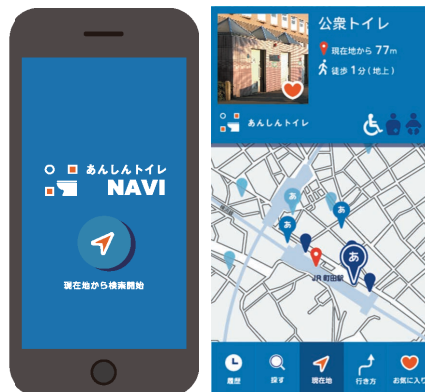 あんしんトイレ
NAVI
現在地から検索開始
公衆トイレ
現在地から 77m
徒歩 1分(地上)
あんしんトイレ
あ
あ
あ
あ
JR 町田駅
履歴
探す
現在地
行き方
お気に入り